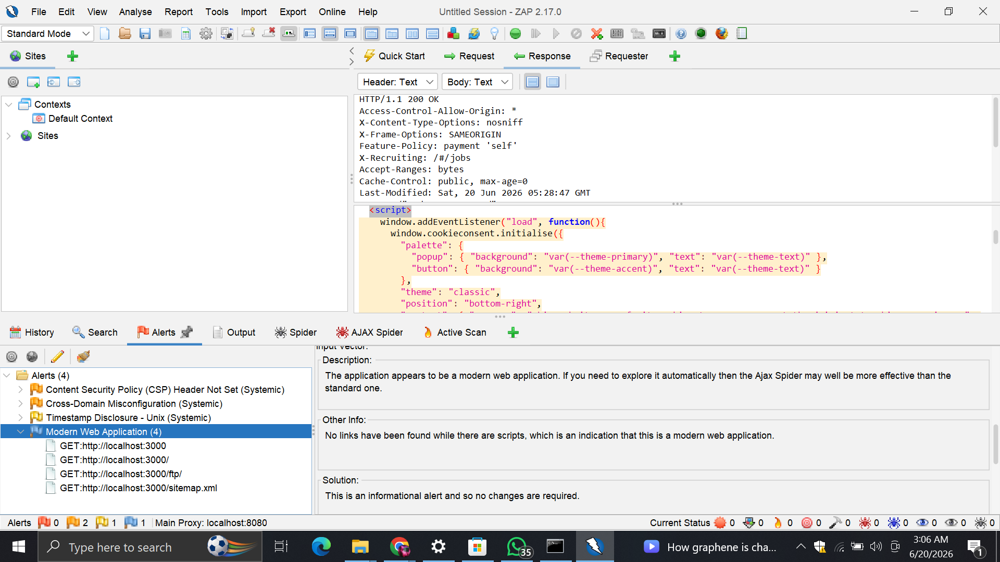 File Edit View Analyse Report Tools Import Export Online Help
Untitled Session - ZAP 2.17.0
Standard Mode
Sites
Quick Start
Request
Response
Requester
Header: Text
Body: Text
Contexts
Default Context
Sites
HTTP/1.1 200 OK
Access-Control-Allow-Origin: *
X-Content-Type-Options: nosniff
X-Frame-Options: SAMEORIGIN
Feature-Policy: payment 'self'
X-Recruiting: /#/jobs
Accept-Ranges: bytes
Cache-Control: public, max-age=0
Last-Modified: Sat, 20 Jun 2026 05:28:47 GMT
<script>
window.addEventListener("load", function(){
window.cookieconsent.initialise({
"palette": {
"popup": { "background": "var(--theme-primary)", "text": "var(--theme-text)" },
"button": { "background": "var(--theme-accent)", "text": "var(--theme-text)" }
},
"theme": "classic",
"position": "bottom-right",
History
Search
Alerts
Output
Spider
AJAX Spider
Active Scan
Alerts (4)
Content Security Policy (CSP) Header Not Set (Systemic)
Cross-Domain Misconfiguration (Systemic)
Timestamp Disclosure - Unix (Systemic)
Modern Web Application (4)
GET:http://localhost:3000
GET:http://localhost:3000/
GET:http://localhost:3000/ftp/
GET:http://localhost:3000/sitemap.xml
Input Vector:
Description:
The application appears to be a modern web application. If you need to explore it automatically then the Ajax Spider may well be more effective than the
standard one.
Other Info:
No links have been found while there are scripts, which is an indication that this is a modern web application.
Solution:
This is an informational alert and so no changes are required.
Alerts 0 2 1 1 Main Proxy: localhost:8080
Current Status 0 0 0 0 0 0 0 0 0 0
Type here to search
35
How graphene is cha...
3:06 AM
6/20/2026
1